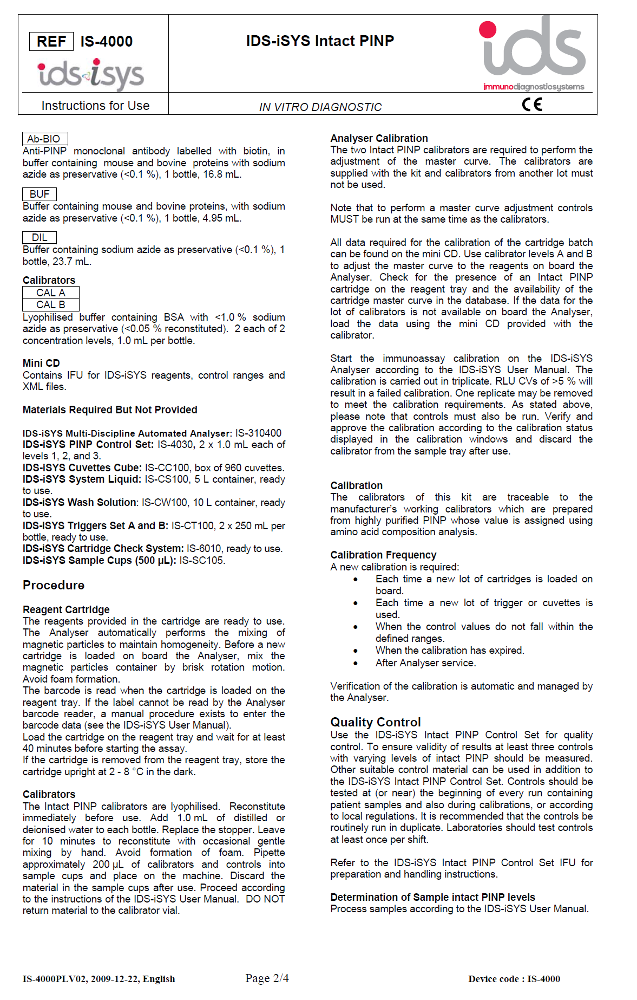 REF IS-4000
ids-isys
IDS-iSYS Intact PINP
ids
immunodiagnosticsystems
Instructions for Use
IN VITRO DIAGNOSTIC
CE
Ab-BIO
Anti-PINP monoclonal antibody labelled with biotin, in
buffer containing mouse and bovine proteins with sodium
azide as preservative (<0.1 %), 1 bottle, 16.8 mL.
BUF
Buffer containing mouse and bovine proteins, with sodium
azide as preservative (<0.1 %), 1 bottle, 4.95 mL.
DIL
Buffer containing sodium azide as preservative (<0.1 %), 1
bottle, 23.7 mL.
Calibrators
CAL A
CAL B
Lyophilised buffer containing BSA with <1.0 % sodium
azide as preservative (<0.05 % reconstituted). 2 each of 2
concentration levels, 1.0 mL per bottle.
Mini CD
Contains IFU for IDS-iSYS reagents, control ranges and
XML files.
Materials Required But Not Provided
IDS-iSYS Multi-Discipline Automated Analyser: IS-310400
IDS-iSYS PINP Control Set: IS-4030, 2 x 1.0 mL each of
levels 1, 2, and 3.
IDS-iSYS Cuvettes Cube: IS-CC100, box of 960 cuvettes.
IDS-iSYS System Liquid: IS-CS100, 5 L container, ready
to use.
IDS-iSYS Wash Solution: IS-CW100, 10 L container, ready
to use.
IDS-iSYS Triggers Set A and B: IS-CT100, 2 x 250 mL per
bottle, ready to use.
IDS-iSYS Cartridge Check System: IS-6010, ready to use.
IDS-iSYS Sample Cups (500 µL): IS-SC105.
Procedure
Reagent Cartridge
The reagents provided in the cartridge are ready to use.
The Analyser automatically performs the mixing of
magnetic particles to maintain homogeneity. Before a new
cartridge is loaded on board the Analyser, mix the
magnetic particles container by brisk rotation motion.
Avoid foam formation.
The barcode is read when the cartridge is loaded on the
reagent tray. If the label cannot be read by the Analyser
barcode reader, a manual procedure exists to enter the
barcode data (see the IDS-iSYS User Manual).
Load the cartridge on the reagent tray and wait for at least
40 minutes before starting the assay.
If the cartridge is removed from the reagent tray, store the
cartridge upright at 2 - 8 °C in the dark.
Calibrators
The Intact PINP calibrators are lyophilised. Reconstitute
immediately before use. Add 1.0 mL of distilled or
deionised water to each bottle. Replace the stopper. Leave
for 10 minutes to reconstitute with occasional gentle
mixing by hand. Avoid formation of foam. Pipette
approximately 200 µL of calibrators and controls into
sample cups and place on the machine. Discard the
material in the sample cups after use. Proceed according
to the instructions of the IDS-iSYS User Manual. DO NOT
return material to the calibrator vial.
Analyser Calibration
The two Intact PINP calibrators are required to perform the
adjustment of the master curve. The calibrators are
supplied with the kit and calibrators from another lot must
not be used.
Note that to perform a master curve adjustment controls
MUST be run at the same time as the calibrators.
All data required for the calibration of the cartridge batch
can be found on the mini CD. Use calibrator levels A and B
to adjust the master curve to the reagents on board the
Analyser. Check for the presence of an Intact PINP
cartridge on the reagent tray and the availability of the
cartridge master curve in the database. If the data for the
lot of calibrators is not available on board the Analyser,
load the data using the mini CD provided with the
calibrator.
Start the immunoassay calibration on the IDS-iSYS
Analyser according to the IDS-iSYS User Manual. The
calibration is carried out in triplicate. RLU CVs of >5 % will
result in a failed calibration. One replicate may be removed
to meet the calibration requirements. As stated above,
please note that controls must also be run. Verify and
approve the calibration according to the calibration status
displayed in the calibration windows and discard the
calibrator from the sample tray after use.
Calibration
The calibrators of this kit are traceable to the
manufacturer's working calibrators which are prepared
from highly purified PINP whose value is assigned using
amino acid composition analysis.
Calibration Frequency
A new calibration is required:
• Each time a new lot of cartridges is loaded on
board.
• Each time a new lot of trigger or cuvettes is
used.
• When the control values do not fall within the
defined ranges.
• When the calibration has expired.
• After Analyser service.
Verification of the calibration is automatic and managed by
the Analyser.
Quality Control
Use the IDS-iSYS Intact PINP Control Set for quality
control. To ensure validity of results at least three controls
with varying levels of intact PINP should be measured.
Other suitable control material can be used in addition to
the IDS-iSYS Intact PINP Control Set. Controls should be
tested at (or near) the beginning of every run containing
patient samples and also during calibrations, or according
to local regulations. It is recommended that the controls be
routinely run in duplicate. Laboratories should test controls
at least once per shift.
Refer to the IDS-iSYS Intact PINP Control Set IFU for
preparation and handling instructions.
Determination of Sample intact PINP levels
Process samples according to the IDS-iSYS User Manual.
IS-4000PLV02, 2009-12-22, English
Page 2/4
Device code : IS-4000